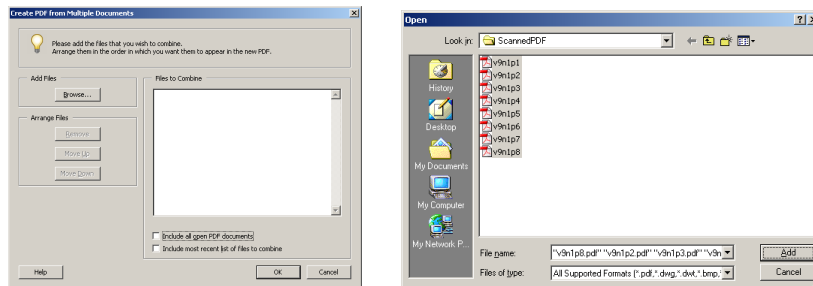 Create PDF from Multiple Documents
Please add the files that you wish to combine.
Arrange them in the order in which you want them to appear in the new PDF.
Add Files
Browse...
Arrange Files
Remove
Move Up
Move Down
Files to Combine
Include all open PDF documents
Include most recent list of files to combine
Help
OK
Cancel
Open
Look in:
ScannedPDF
History
Desktop
My Documents
My Computer
My Network P...
v9n1p1
v9n1p2
v9n1p3
v9n1p4
v9n1p5
v9n1p6
v9n1p7
v9n1p8
File name:
"v9n1p8.pdf" "v9n1p2.pdf" "v9n1p3.pdf" "v9n
Add
Files of type:
All Supported Formats (*.pdf,*.dwg,*.dwt,*.bmp,
Cancel